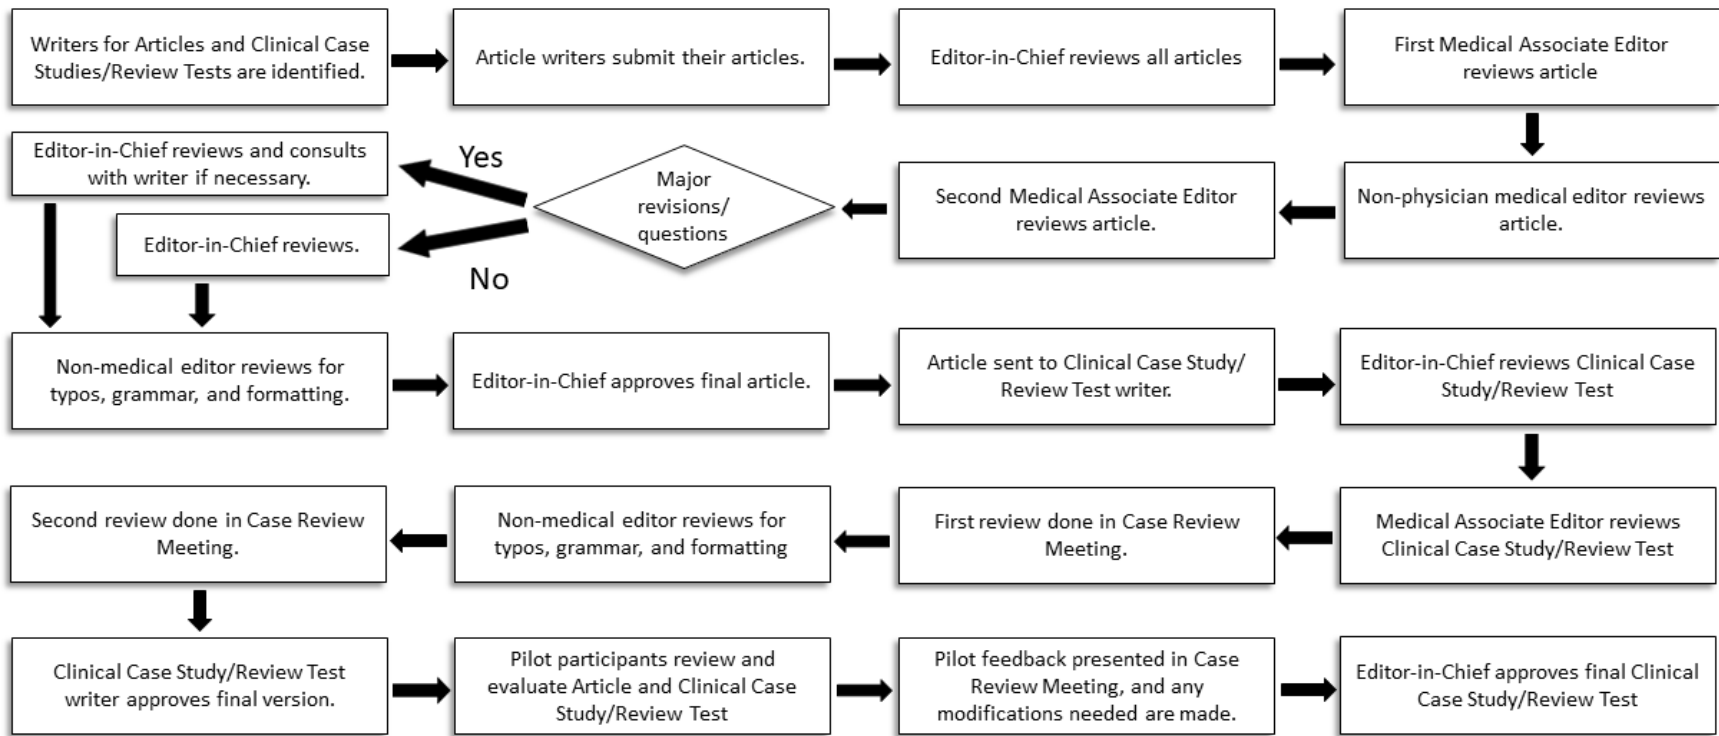 Writers for Articles and Clinical Case
Studies/Review Tests are identified.
Article writers submit their articles.
Editor-in-Chief reviews all articles
First Medical Associate Editor
reviews article
Non-physician medical editor reviews
article.
Second Medical Associate Editor
reviews article.
Major
revisions/
questions
Yes
Editor-in-Chief reviews and consults
with writer if necessary.
No
Editor-in-Chief reviews.
Non-medical editor reviews for
typos, grammar, and formatting.
Editor-in-Chief approves final article.
Article sent to Clinical Case Study/
Review Test writer.
Editor-in-Chief reviews Clinical Case
Study/Review Test
Medical Associate Editor reviews
Clinical Case Study/Review Test
First review done in Case Review
Meeting.
Non-medical editor reviews for
typos, grammar, and formatting
Second review done in Case Review
Meeting.
Clinical Case Study/Review Test
writer approves final version.
Pilot participants review and
evaluate Article and Clinical Case
Study/Review Test
Pilot feedback presented in Case
Review Meeting, and any
modifications needed are made.
Editor-in-Chief approves final Clinical
Case Study/Review Test